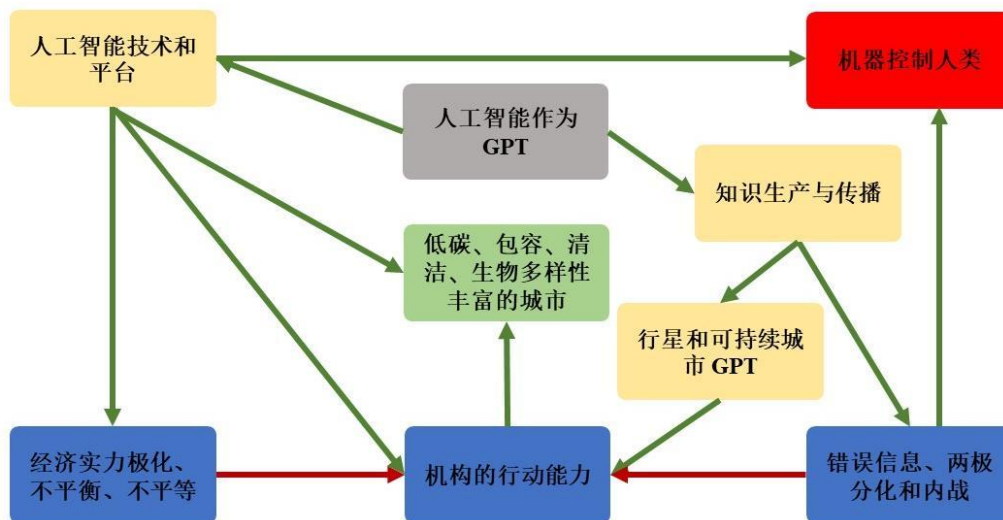 人工智能技术和
平台
机器控制人类
人工智能作为
GPT
知识生产与传播
低碳、包容、清
洁、生物多样性
丰富的城市
行星和可持续城
市 GPT
经济实力极化、
不平衡、不平等
机构的行动能力
错误信息、两极
分化和内战